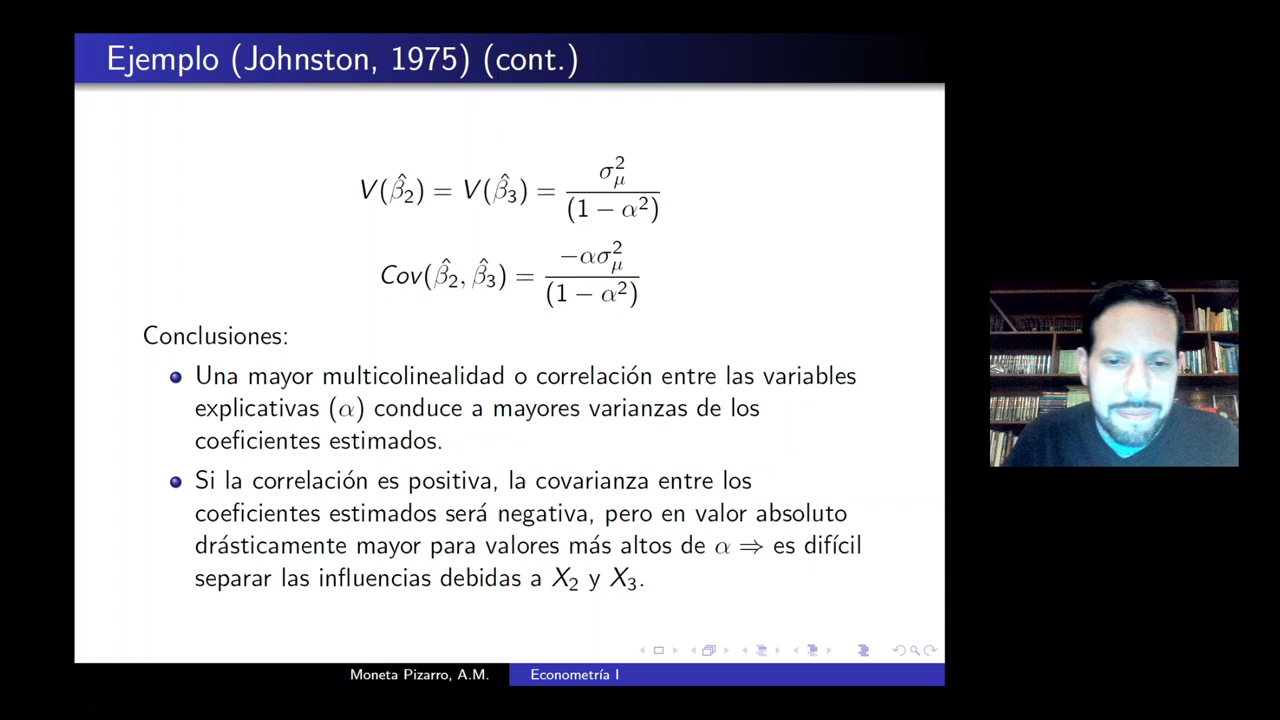 Ejemplo (Johnston, 1975) (cont.)
V(β̂₂) = V(β̂₃) = σ²_μ / (1 − α²)
Cov(β̂₂, β̂₃) = −ασ²_μ / (1 − α²)
Conclusiones:
Una mayor multicolinealidad o correlación entre las variables
explicativas (α) conduce a mayores varianzas de los
coeficientes estimados.
Si la correlación es positiva, la covarianza entre los
coeficientes estimados será negativa, pero en valor absoluto
drásticamente mayor para valores más altos de α ⇒ es difícil
separar las influencias debidas a X₂ y X₃.
Moneta Pizarro, A.M.
Econometría I